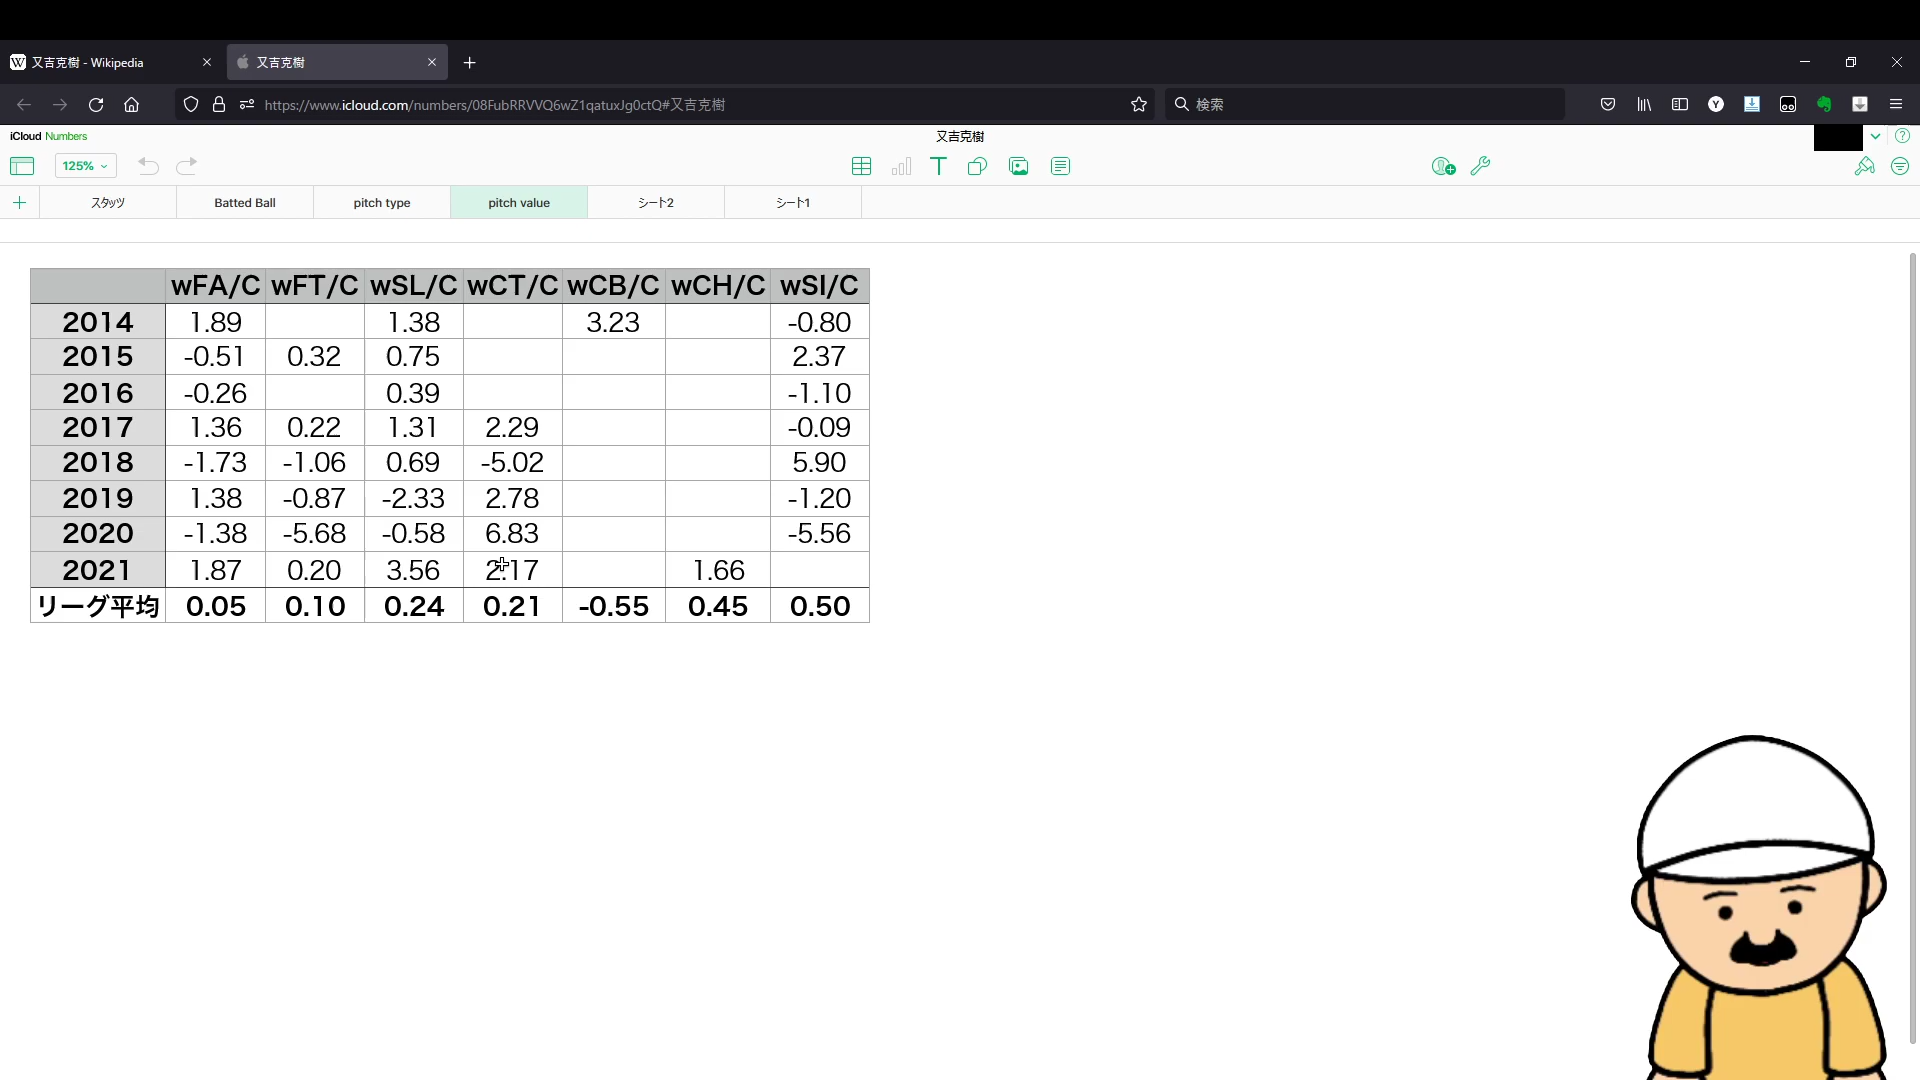 又吉克樹 - Wikipedia
又吉克樹
https://www.icloud.com/numbers/08FubRRVVQ6wZ1qatuxJg0ctQ#又吉克樹
検索
iCloud Numbers
又吉克樹
125%
スタッツ
Batted Ball
pitch type
pitch value
シート2
シート1
wFA/C wFT/C wSL/C wCT/C wCB/C wCH/C wSI/C
2014 1.89 1.38 3.23 -0.80
2015 -0.51 0.32 0.75 2.37
2016 -0.26 0.39 -1.10
2017 1.36 0.22 1.31 2.29 -0.09
2018 -1.73 -1.06 0.69 -5.02 5.90
2019 1.38 -0.87 -2.33 2.78 -1.20
2020 -1.38 -5.68 -0.58 6.83 -5.56
2021 1.87 0.20 3.56 2.17 1.66
リーグ平均 0.05 0.10 0.24 0.21 -0.55 0.45 0.50